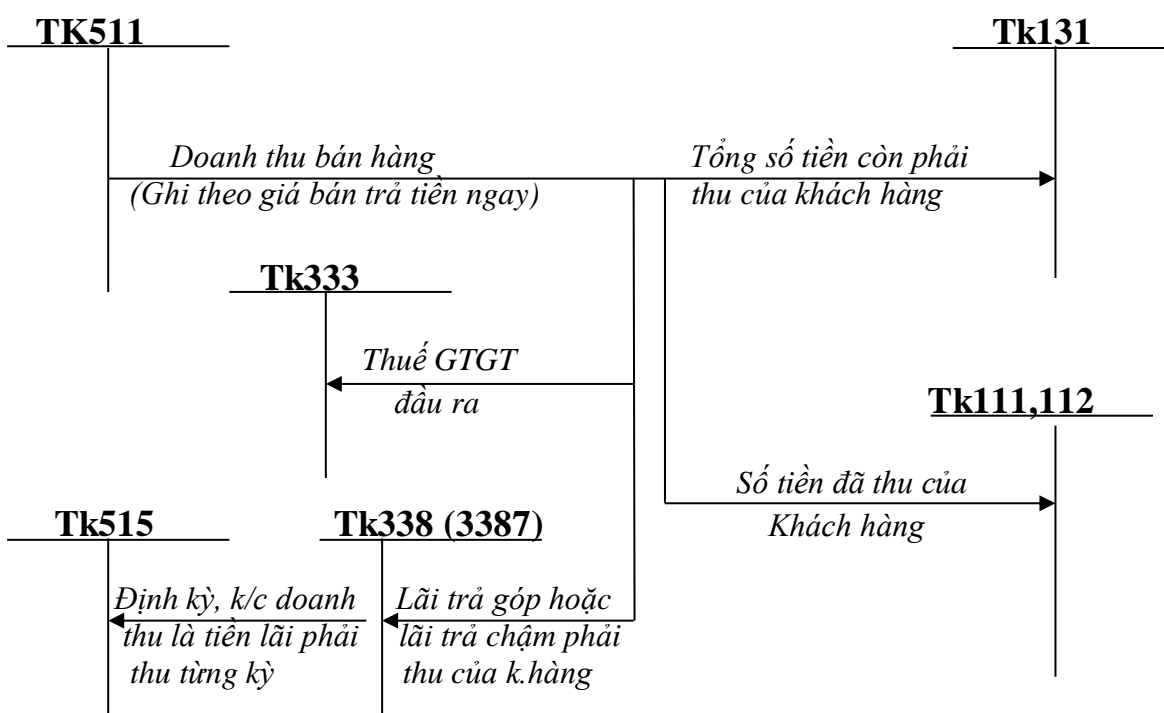 TK511
Tk131
Doanh thu bán hàng
(Ghi theo giá bán trả tiền ngay)
Tổng số tiền còn phải
thu của khách hàng
Tk333
Thuế GTGT
đầu ra
Tk111,112
Số tiền đã thu của
Khách hàng
Tk515
Tk338 (3387)
Định kỳ, k/c doanh
thu là tiền lãi phải
thu từng kỳ
Lãi trả góp hoặc
lãi trả chậm phải
thu của k.hàng